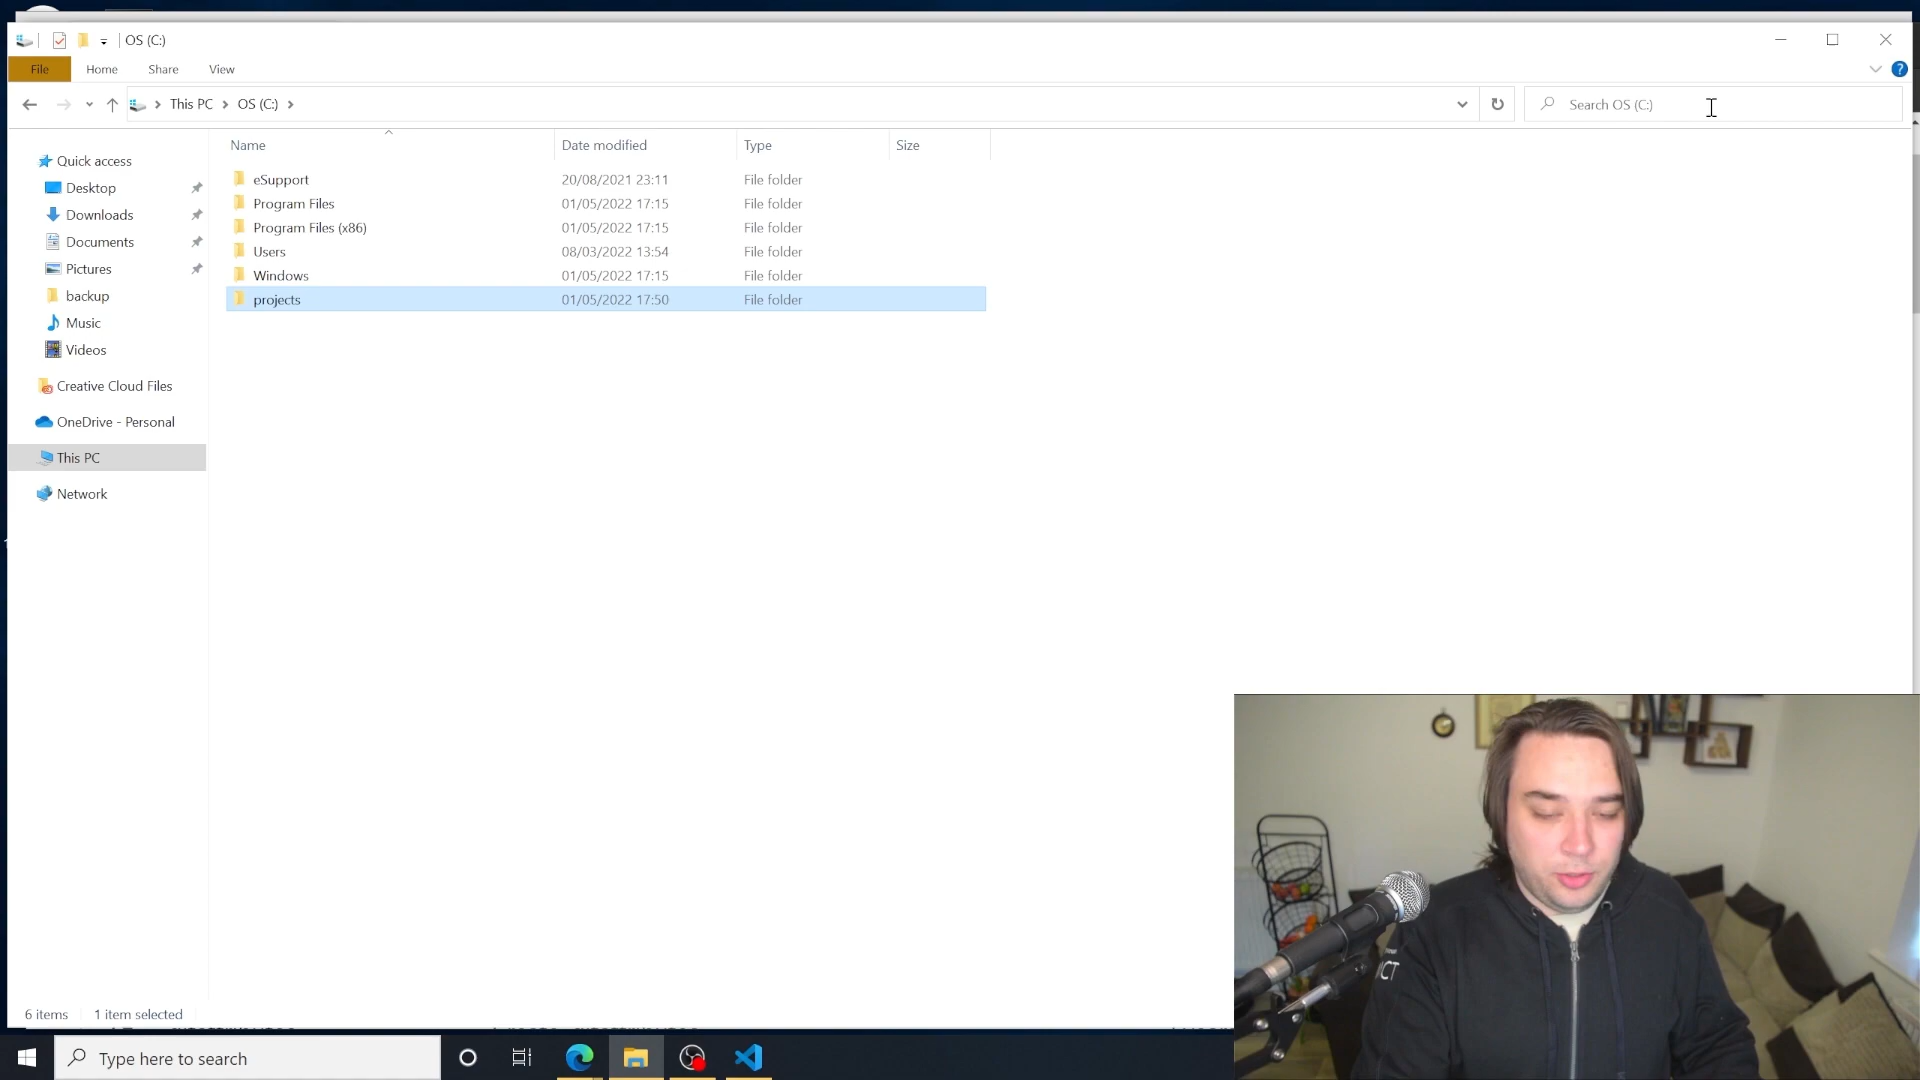 OS (C:)
File Home Share View
This PC OS (C:)
Search OS (C:)
Name Date modified Type Size
Quick access
Desktop
Downloads
Documents
Pictures
backup
Music
Videos
Creative Cloud Files
OneDrive - Personal
This PC
Network
eSupport 20/08/2021 23:11 File folder
Program Files 01/05/2022 17:15 File folder
Program Files (x86) 01/05/2022 17:15 File folder
Users 08/03/2022 13:54 File folder
Windows 01/05/2022 17:15 File folder
projects 01/05/2022 17:50 File folder
6 items 1 item selected
Type here to search